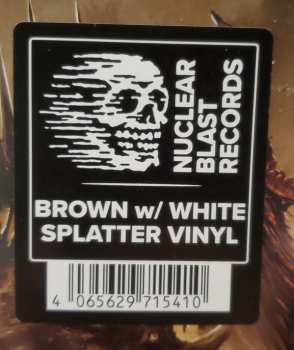 NUCLEAR
BLAST
RECORDS
BROWN w/ WHITE
SPLATTER VINYL
4 065629 715410